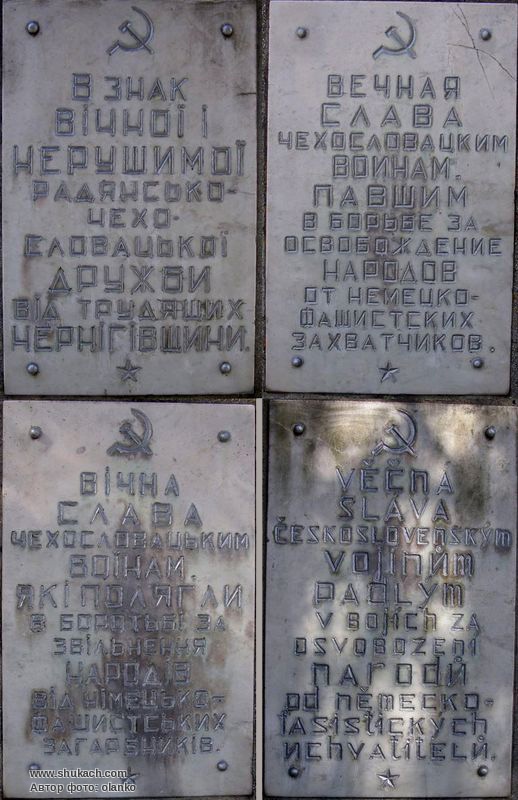 В ЗНАК
ВІЧНОЇ І
НЕРУШИМОЇ
РАДЯНСЬКО-
ЧЕХО-
СЛОВАЦЬКОЇ
ДРУЖБИ
ВІД ТРУДЯЩИХ
ЧЕРНІГІВЩИНИ.
ВЕЧНАЯ
СЛАВА
ЧЕХОСЛОВАЦКИМ
ВОИНАМ.
ПАВШИМ
В БОРЬБЕ ЗА
ОСВОБОЖДЕНИЕ
НАРОДОВ
ОТ НЕМЕЦКО-
ФАШИСТСКИХ
ЗАХВАТЧИКОВ.
ВІЧНА
СЛАВА
ЧЕХОСЛОВАЦЬКИМ
ВОЇНАМ.
ЯКІ ПОЛЯГЛИ
В БОРОТЬБІ ЗА
ЗВІЛЬНЕННЯ
НАРОДІВ
ВІД НІМЕЦЬКО-
ФАШИСТСЬКИХ
ЗАГАРБНИКІВ.
VĚČNÁ
SLÁVA
ČESKOSLOVENSKÝM
VOJÍNŮM
PADLÝM
V BOJÍCH ZA
OSVOBOZENÍ
NÁRODŮ
OD NĚMECKO-
FAŠISTICKÝCH
UCHVATITELŮ.
www.shukach.com
Автор фото: olanko